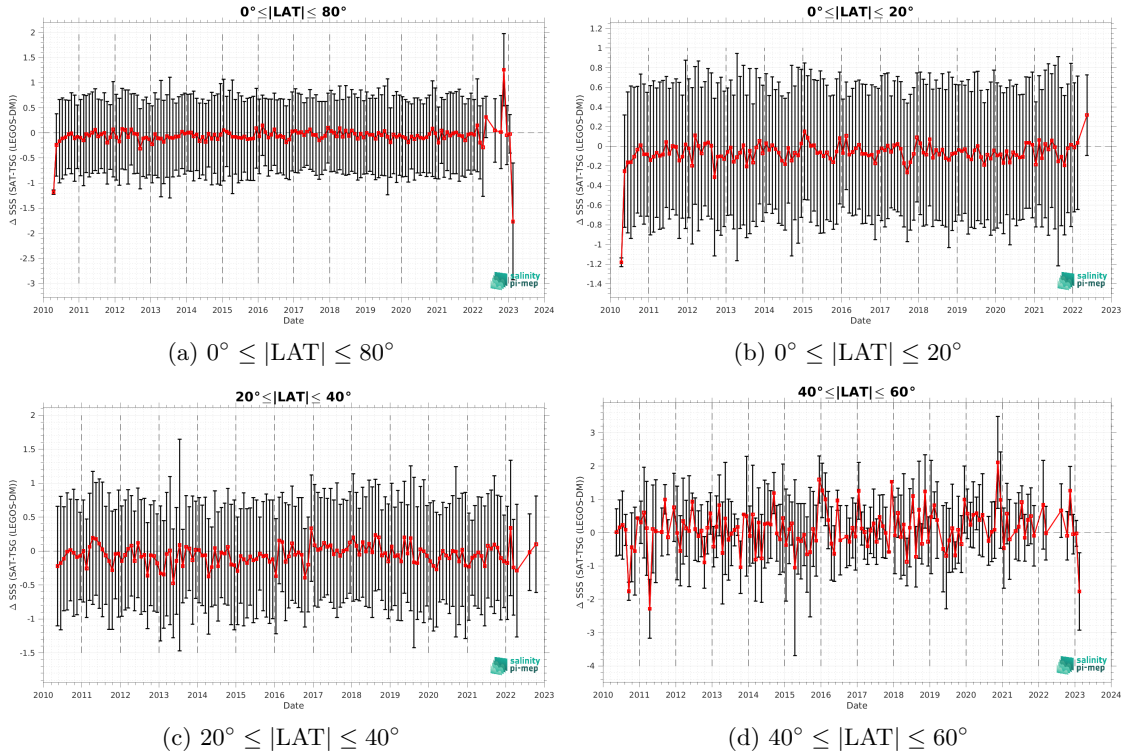 0°≤|LAT|≤ 80°
Δ SSS (SAT-TSG (LEGOS-DM))
2
1.5
1
0.5
0
-0.5
-1
-1.5
-2
-2.5
-3
2010 2011 2012 2013 2014 2015 2016 2017 2018 2019 2020 2021 2022 2023 2024
Date
salinity
pi-mep
(a) 0° ≤ |LAT| ≤ 80°
0°≤|LAT|≤ 20°
Δ SSS (SAT-TSG (LEGOS-DM))
1.2
1
0.8
0.6
0.4
0.2
0
-0.2
-0.4
-0.6
-0.8
-1
-1.2
-1.4
2010 2011 2012 2013 2014 2015 2016 2017 2018 2019 2020 2021 2022 2023
Date
salinity
pi-mep
(b) 0° ≤ |LAT| ≤ 20°
20°≤|LAT|≤ 40°
Δ SSS (SAT-TSG (LEGOS-DM))
2
1.5
1
0.5
0
-0.5
-1
-1.5
2010 2011 2012 2013 2014 2015 2016 2017 2018 2019 2020 2021 2022 2023
Date
salinity
pi-mep
(c) 20° ≤ |LAT| ≤ 40°
40°≤|LAT|≤ 60°
Δ SSS (SAT-TSG (LEGOS-DM))
3
2
1
0
-1
-2
-3
-4
2010 2011 2012 2013 2014 2015 2016 2017 2018 2019 2020 2021 2022 2023 2024
Date
salinity
pi-mep
(d) 40° ≤ |LAT| ≤ 60°